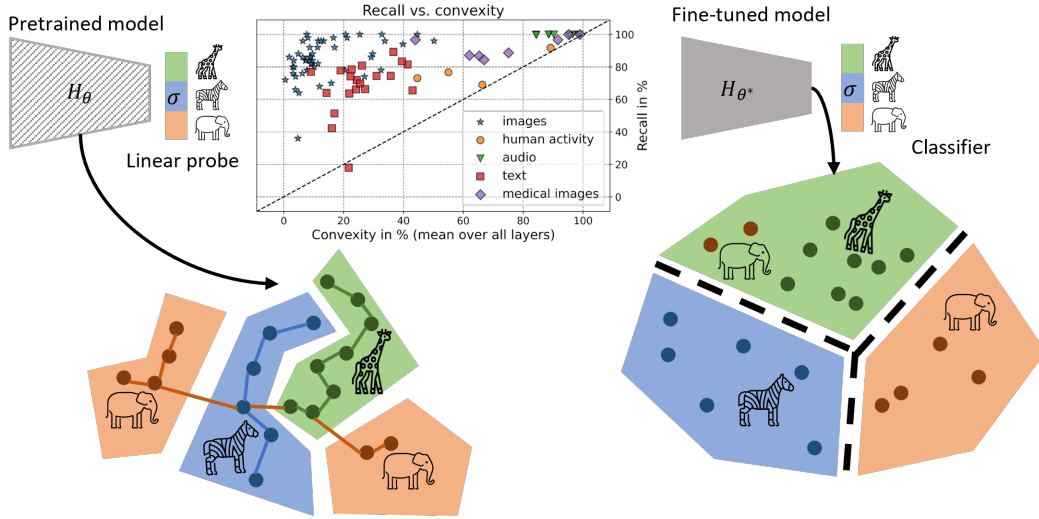 Pretrained model
H_θ
σ
Linear probe
Recall vs. convexity
100
80
60
40
20
0
Recall in %
images
human activity
audio
text
medical images
0 20 40 60 80 100
Convexity in % (mean over all layers)
Fine-tuned model
H_θ*
σ
Classifier